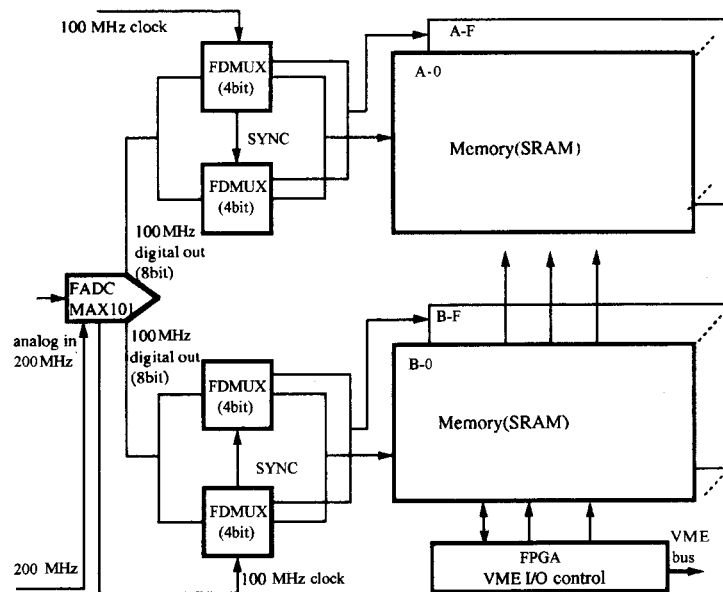 100 MHz clock
FDMUX
(4bit)
SYNC
FDMUX
(4bit)
A-F
A-0
Memory(SRAM)
100 MHz
digital out
(8bit)
FADC
MAX101
analog in
200 MHz
100 MHz
digital out
(8bit)
B-F
B-0
Memory(SRAM)
FDMUX
(4bit)
SYNC
FDMUX
(4bit)
200 MHz
100 MHz clock
FPGA
VME I/O control
VME
bus